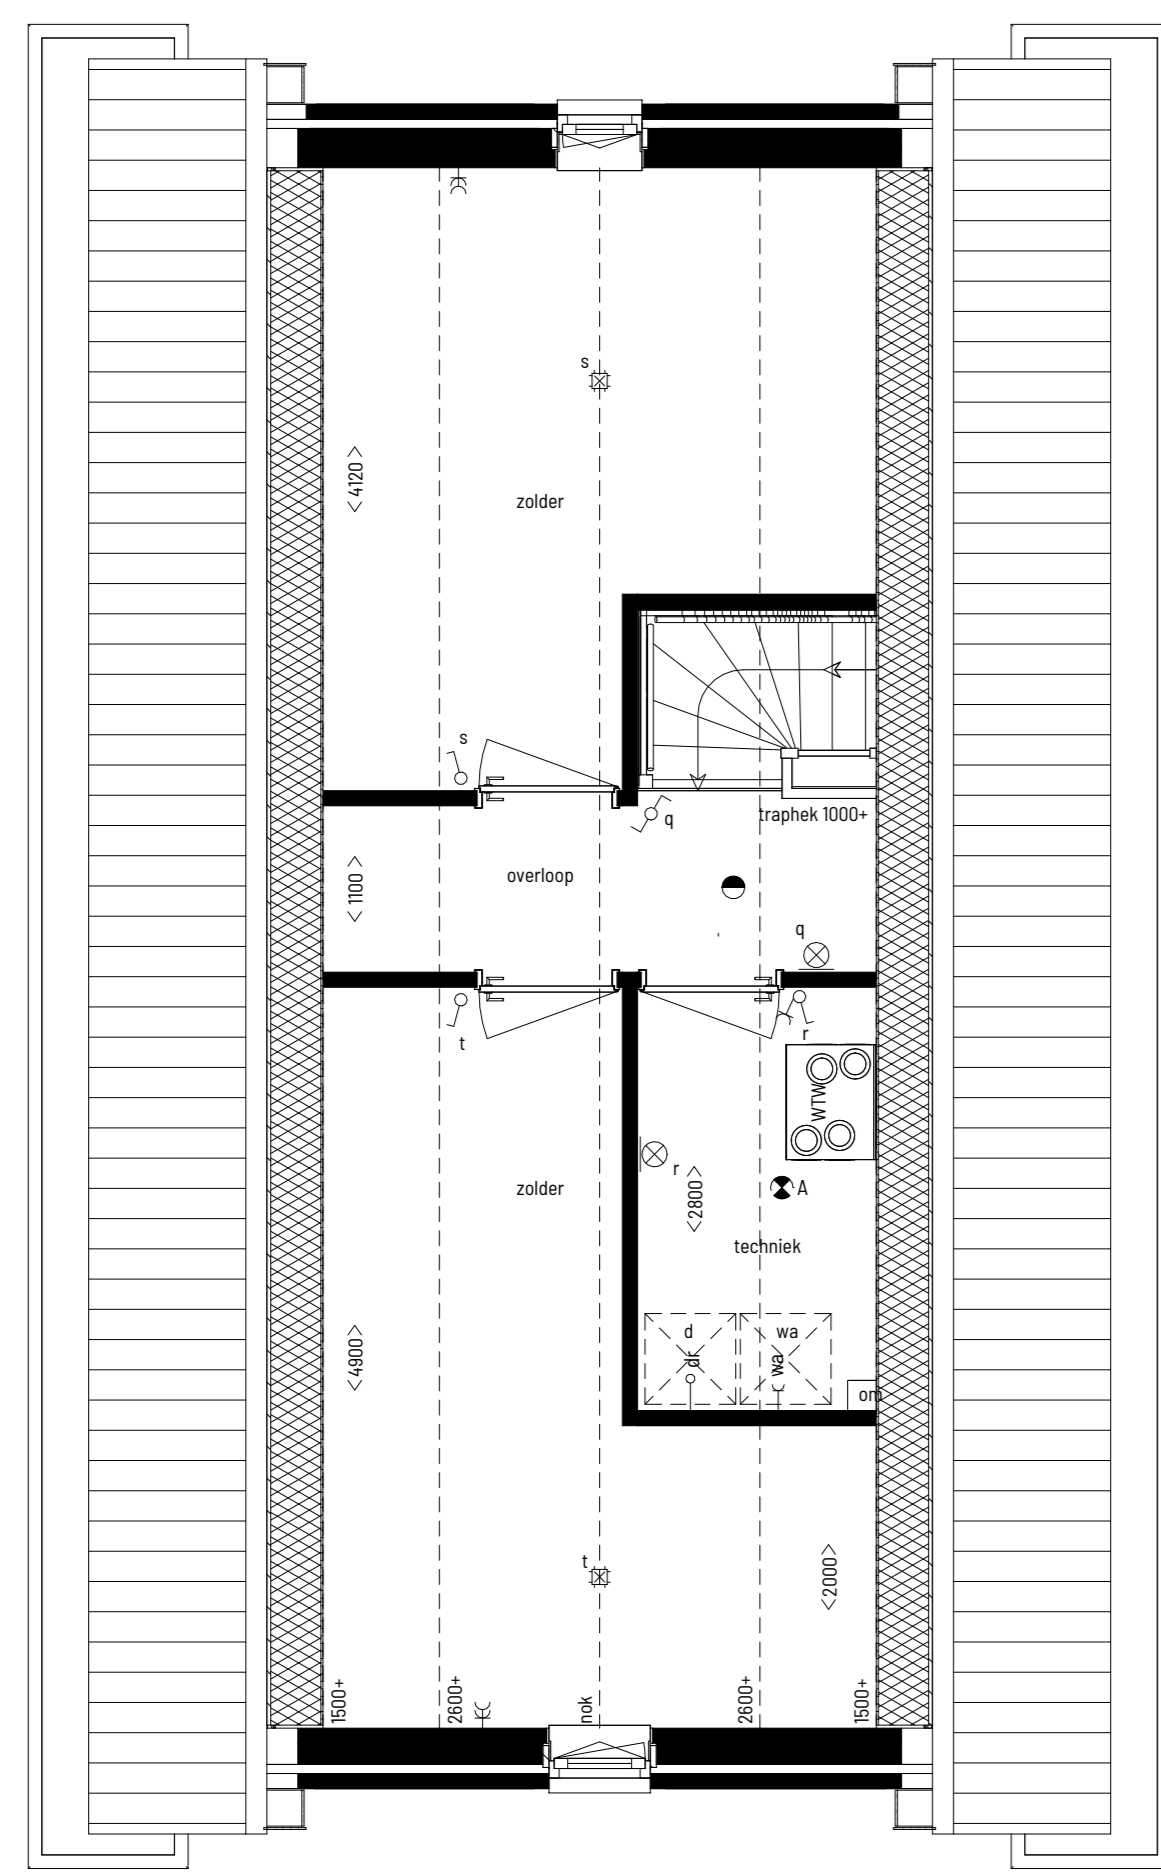 s
< 4120 >
zolder
s
q
traphek 1000+
< 1100 >
overloop
q
t
r
WTW
r
<2800>
A
zolder
techniek
d
dr
wa
wa
om
< 4900>
t
<2000>
1500+
2600+
nok
2600+
1500+